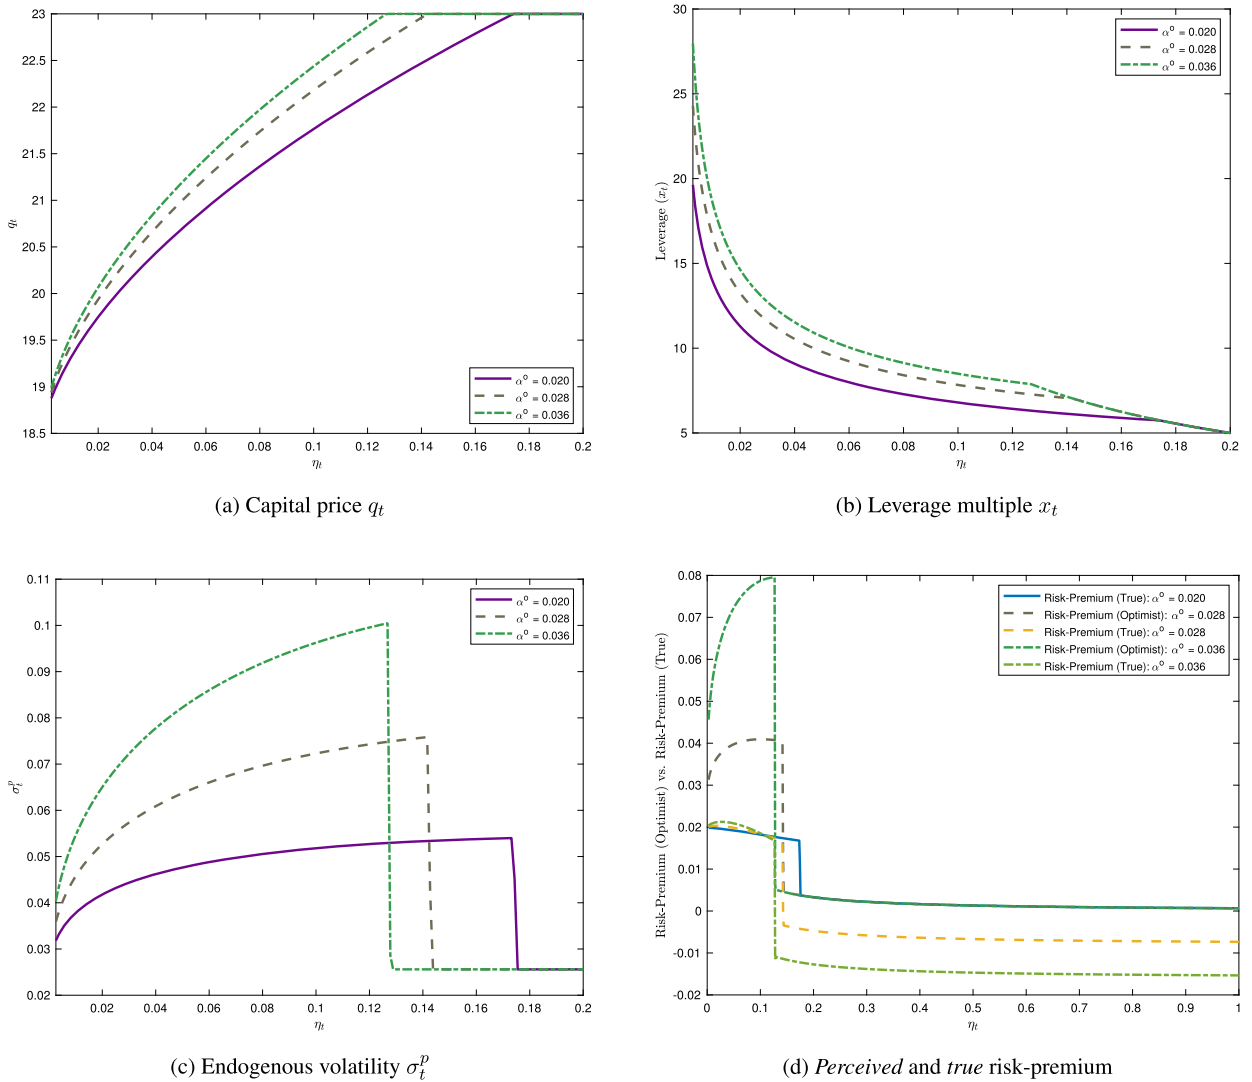 23
22.5
22
21.5
21
20.5
20
19.5
19
18.5
q_t
0.02 0.04 0.06 0.08 0.1 0.12 0.14 0.16 0.18 0.2
η_t
α^o = 0.020
α^o = 0.028
α^o = 0.036
(a) Capital price q_t
30
25
20
15
10
5
Leverage (x_t)
0.02 0.04 0.06 0.08 0.1 0.12 0.14 0.16 0.18 0.2
η_t
α^o = 0.020
α^o = 0.028
α^o = 0.036
(b) Leverage multiple x_t
0.11
0.1
0.09
0.08
0.07
0.06
0.05
0.04
0.03
0.02
σ_t^p
0.02 0.04 0.06 0.08 0.1 0.12 0.14 0.16 0.18 0.2
η_t
α^o = 0.020
α^o = 0.028
α^o = 0.036
(c) Endogenous volatility σ_t^p
0.08
0.07
0.06
0.05
0.04
0.03
0.02
0.01
0
-0.01
-0.02
Risk-Premium (Optimist) vs. Risk-Premium (True)
0 0.1 0.2 0.3 0.4 0.5 0.6 0.7 0.8 0.9 1
η_t
Risk-Premium (True): α^o = 0.020
Risk-Premium (Optimist): α^o = 0.028
Risk-Premium (True): α^o = 0.028
Risk-Premium (Optimist): α^o = 0.036
Risk-Premium (True): α^o = 0.036
(d) Perceived and true risk-premium